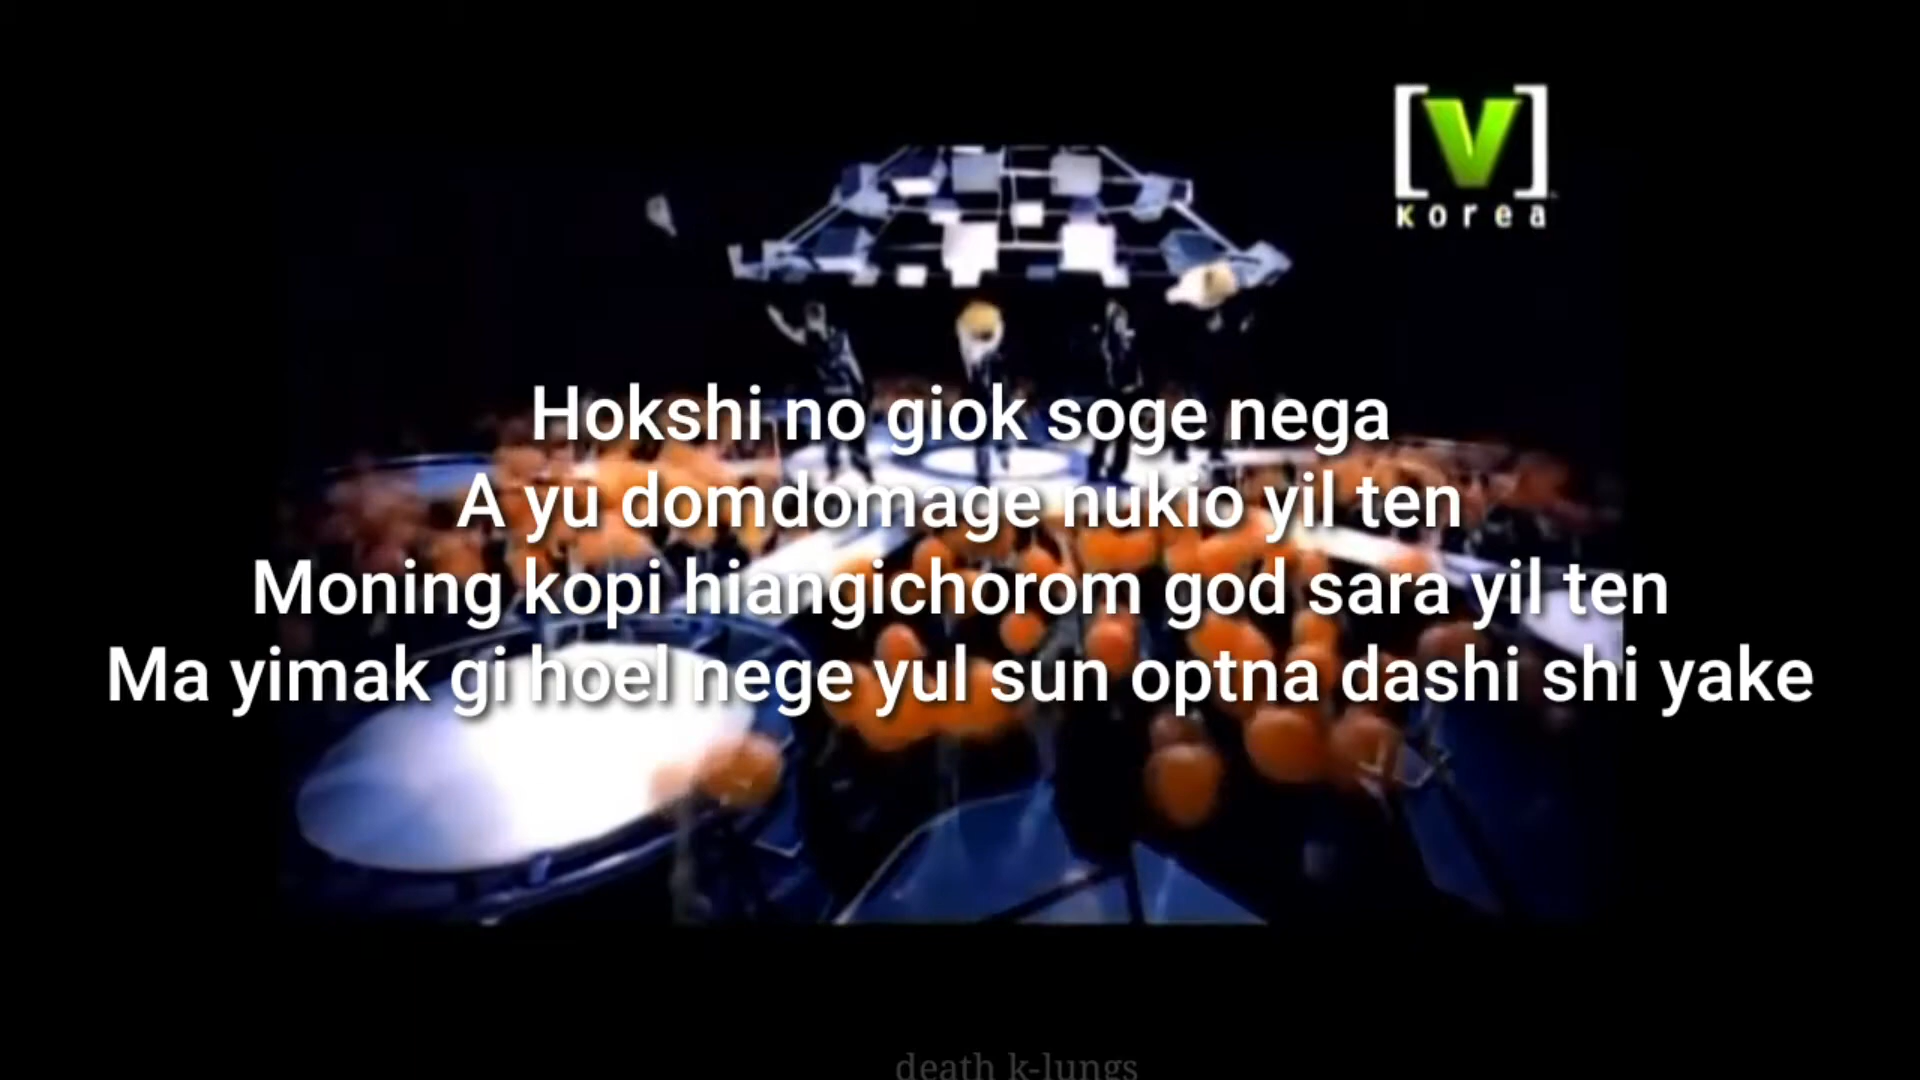 [V]
Korea
Hokshi no giok soge nega
A yu domdomage nukio yil ten
Moning kopi hiangichorom god sara yil ten
Ma yimak gi hoel nege yul sun optna dashi shi yake
death k-lungs